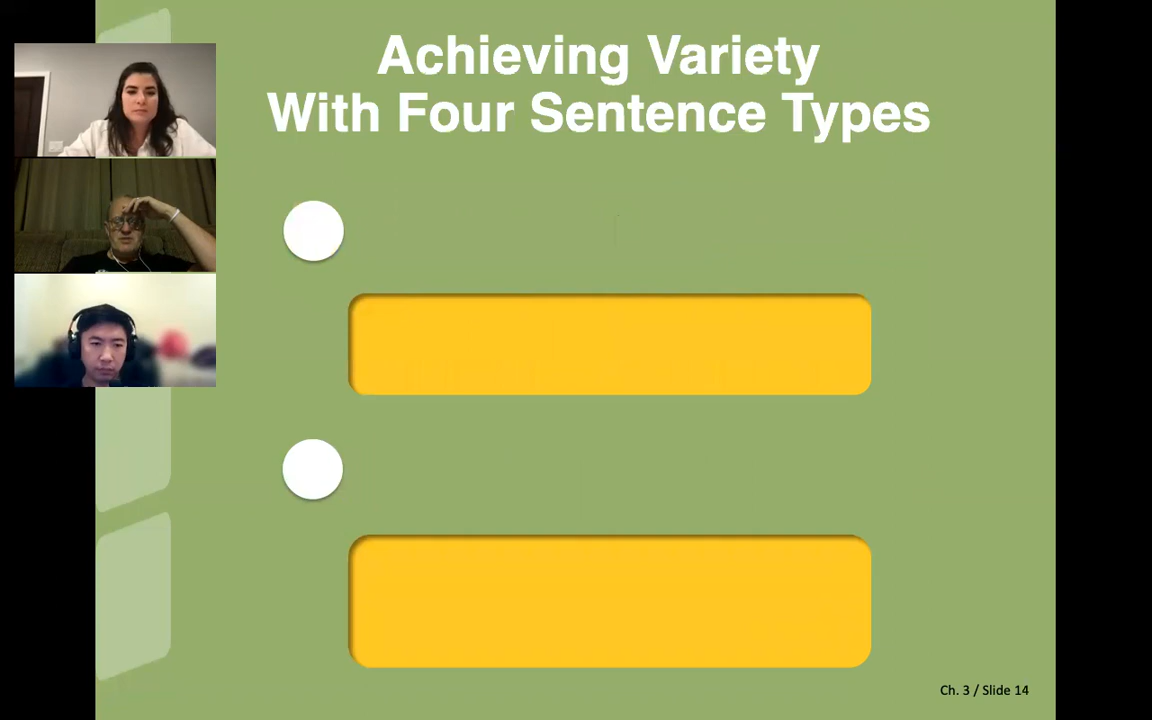 Achieving Variety
With Four Sentence Types
Ch. 3 / Slide 14